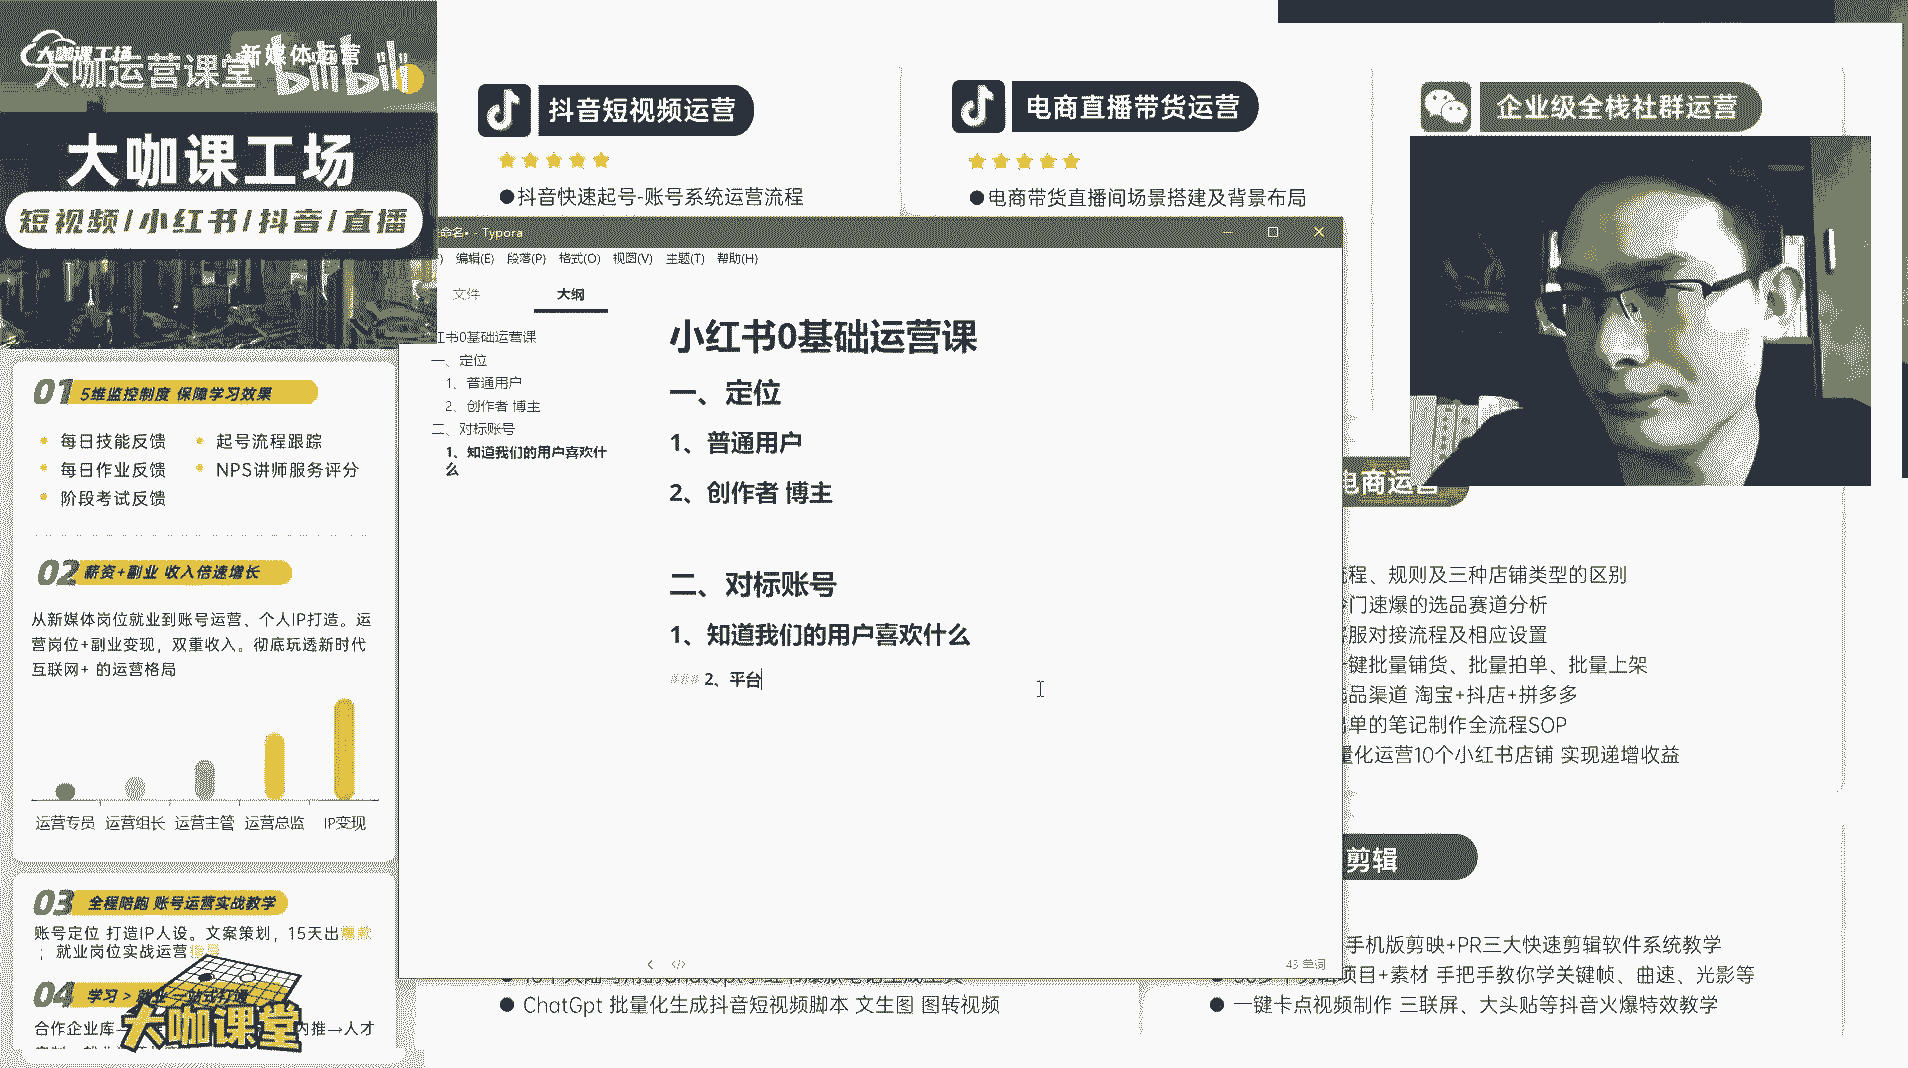 大咖课工场
新媒体运营
大咖运营课堂 bilibili
大咖课工场
短视频/小红书/抖音/直播
01 5维监控制度 保障学习效果
每日技能反馈
起号流程跟踪
每日作业反馈
NPS讲师服务评分
阶段考试反馈
02 薪资+副业 收入倍速增长
从新媒体岗位就业到账号运营、个人IP打造。运
营岗位+副业变现，双重收入。彻底玩透新时代
互联网+ 的运营格局
运营专员 运营组长 运营主管 运营总监 IP变现
03 全程陪跑 账号运营实战教学
账号定位 打造IP人设。文案策划，15天出爆款
；就业岗位实战运营
04 学习 > 就业
合作企业库
内推→人才
大咖课堂
抖音短视频运营
●抖音快速起号-账号系统运营流程
电商直播带货运营
●电商带货直播间场景搭建及背景布局
企业级全栈社群运营
命名• - Typora
编辑(E) 段落(P) 格式(O) 视图(V) 主题(T) 帮助(H)
文件 大纲
红书0基础运营课
一、定位
1、普通用户
2、创作者 博主
二、对标账号
1、知道我们的用户喜欢什
么
小红书0基础运营课
一、定位
1、普通用户
2、创作者 博主
二、对标账号
1、知道我们的用户喜欢什么
### 2、平台
</> 43 单词
电商运营
流程、规则及三种店铺类型的区别
冷门速爆的选品赛道分析
客服对接流程及相应设置
一键批量铺货、批量拍单、批量上架
选品渠道 淘宝+抖店+拼多多
出单的笔记制作全流程SOP
量化运营10个小红书店铺 实现递增收益
剪辑
手机版剪映+PR三大快速剪辑软件系统教学
项目+素材 手把手教你学关键帧、曲速、光影等
● 一键卡点视频制作 三联屏、大头贴等抖音火爆特效教学
● ChatGpt 批量化生成抖音短视频脚本 文生图 图转视频